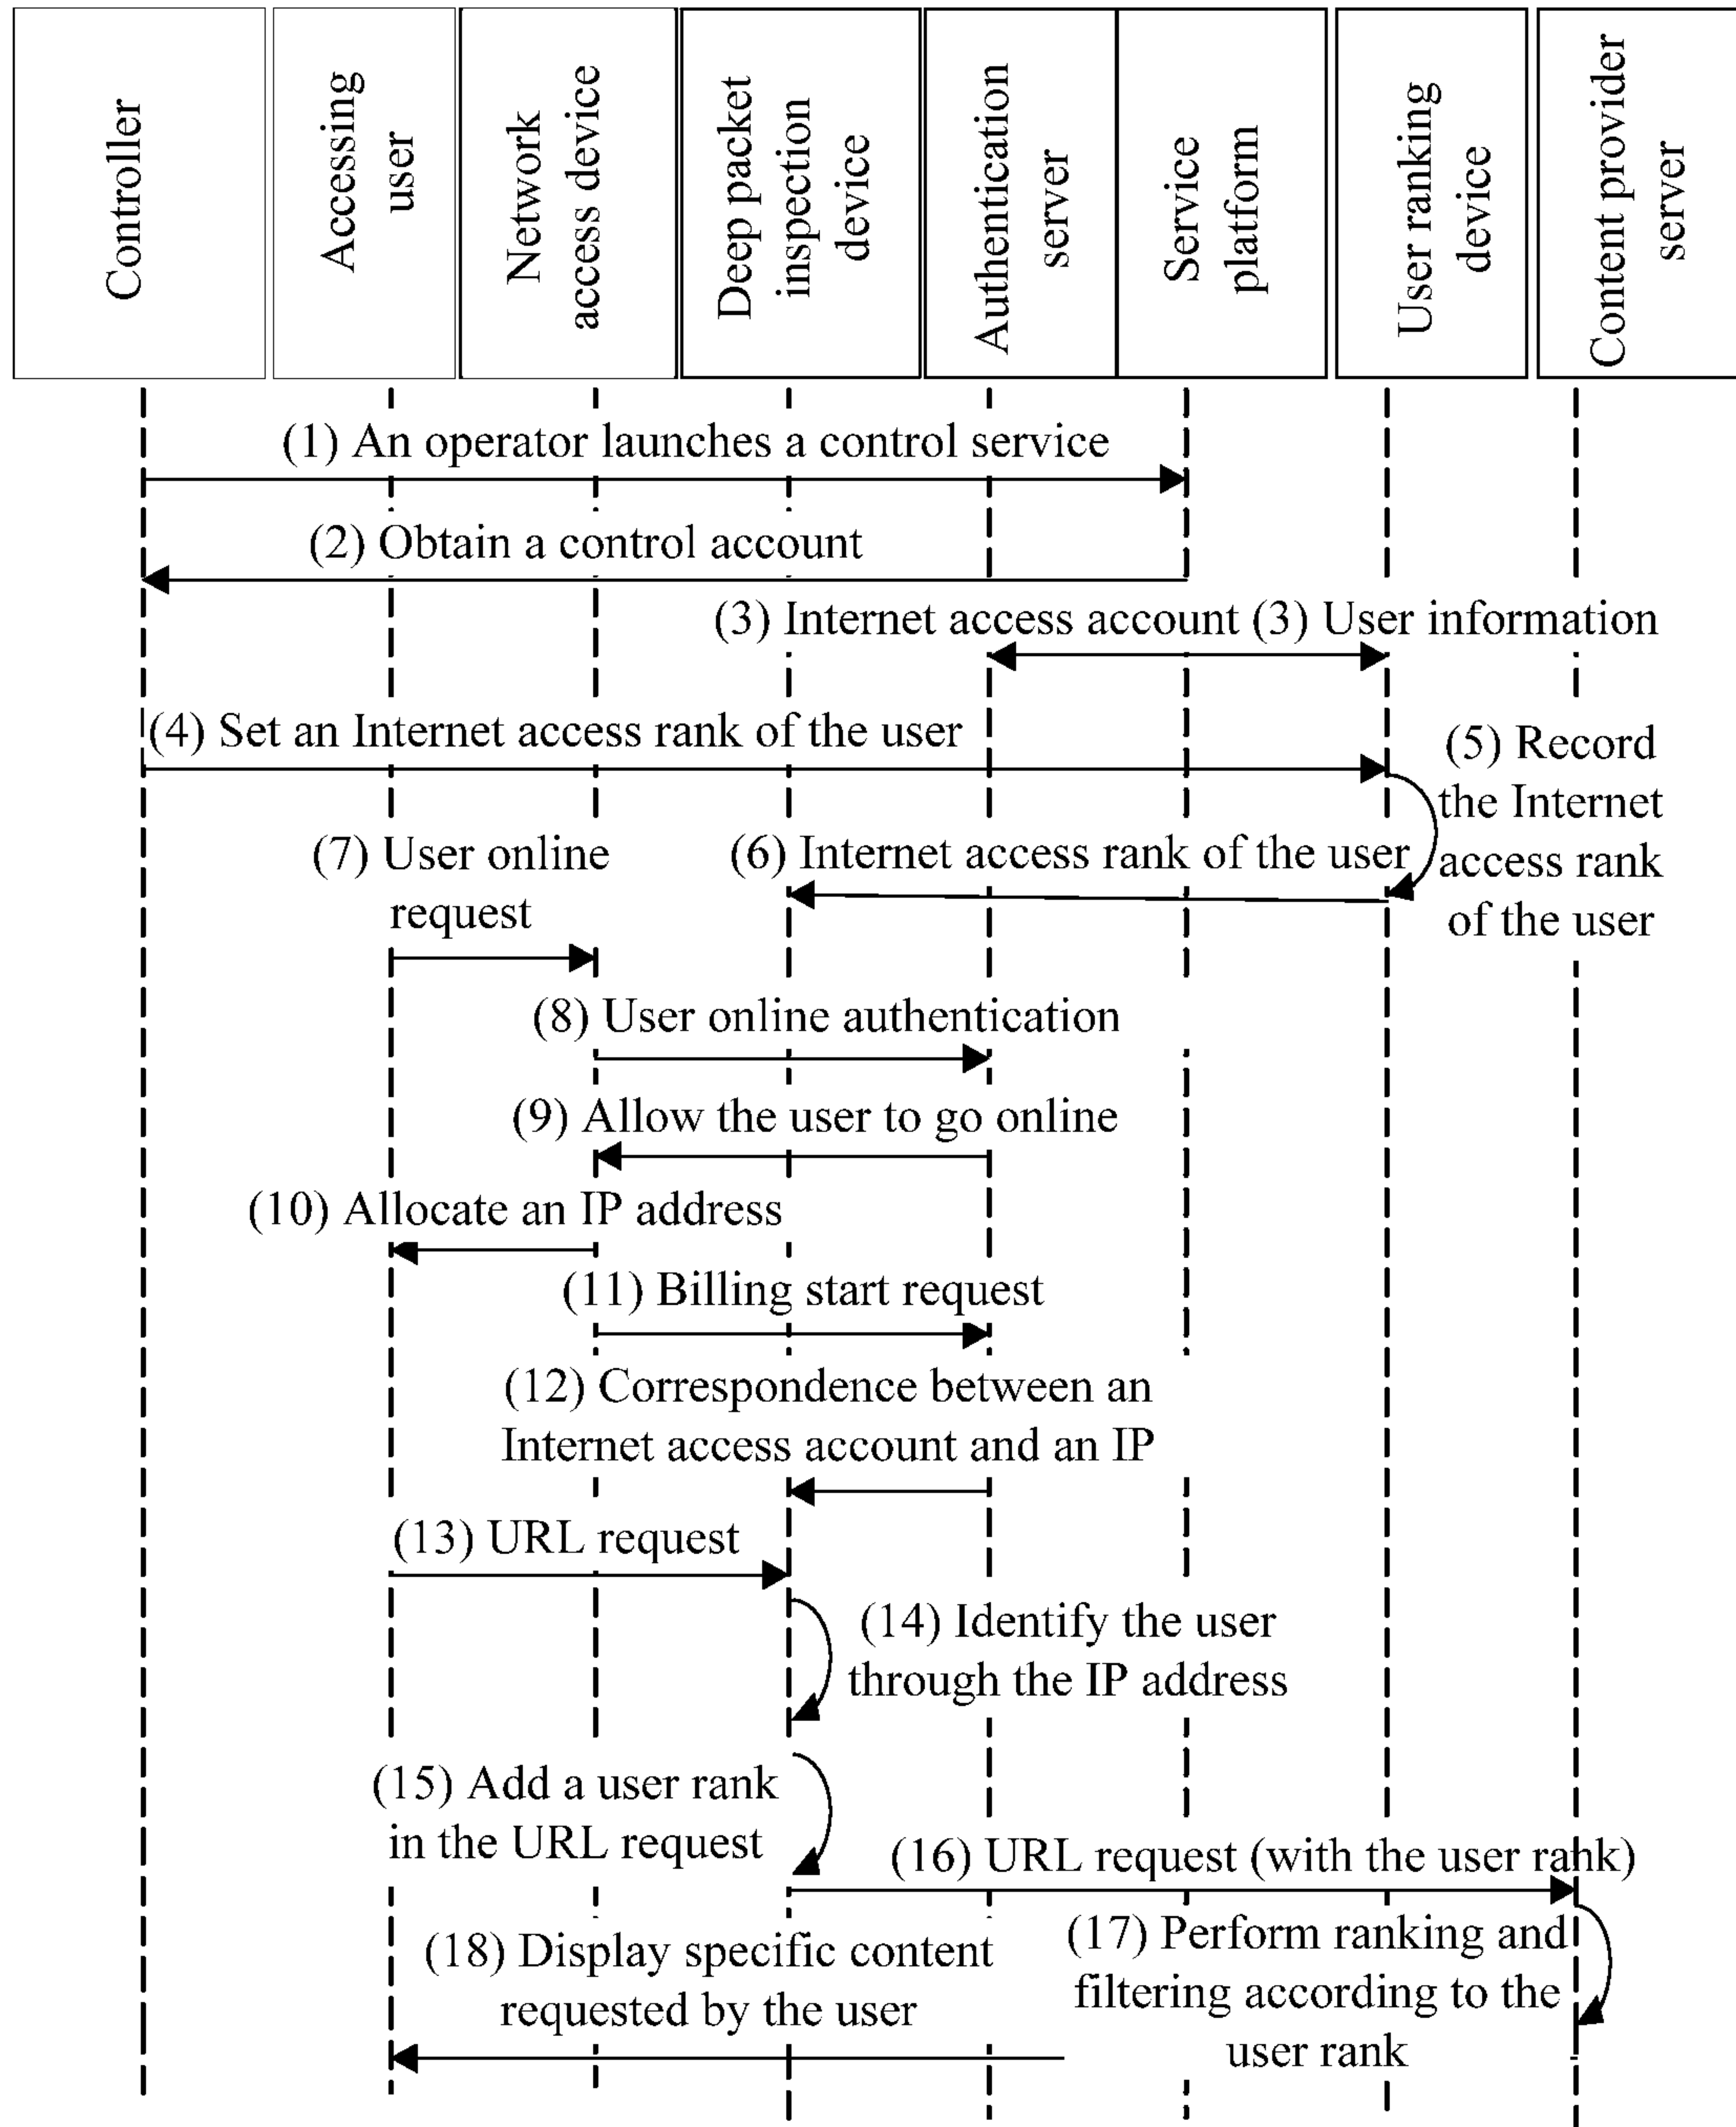 Controller
Accessing
user
Network
access device
Deep packet
inspection
device
Authentication
server
Service
platform
User ranking
device
Content provider
server
(1) An operator launches a control service
(2) Obtain a control account
(3) Internet access account (3) User information
(4) Set an Internet access rank of the user
(5) Record
the Internet
access rank
of the user
(6) Internet access rank of the user
(7) User online
request
(8) User online authentication
(9) Allow the user to go online
(10) Allocate an IP address
(11) Billing start request
(12) Correspondence between an
Internet access account and an IP
(13) URL request
(14) Identify the user
through the IP address
(15) Add a user rank
in the URL request
(16) URL request (with the user rank)
(17) Perform ranking and
filtering according to the
user rank
(18) Display specific content
requested by the user